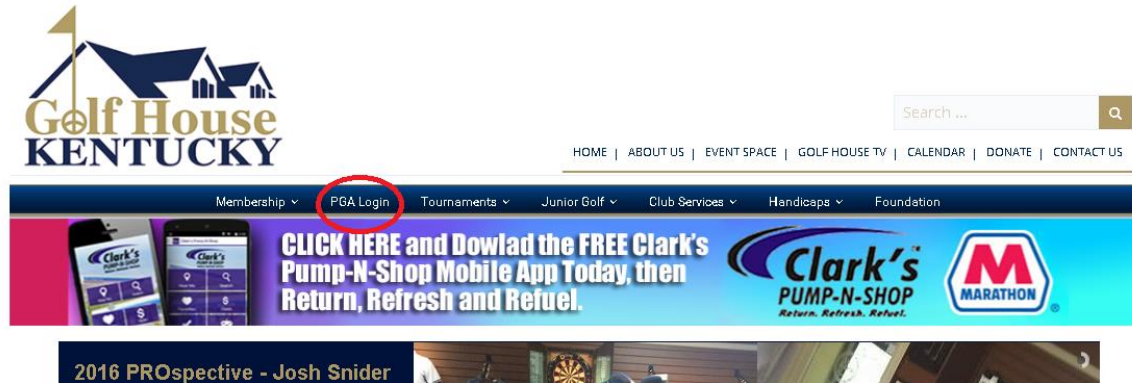 Golf House
KENTUCKY
Search ...
HOME | ABOUT US | EVENT SPACE | GOLF HOUSE TV | CALENDAR | DONATE | CONTACT US
Membership PGA Login Tournaments Junior Golf Club Services Handicaps Foundation
CLICK HERE and Dowlad the FREE Clark's
Pump-N-Shop Mobile App Today, then
Return, Refresh and Refuel.
Clark's
PUMP-N-SHOP
Return. Refresh. Refuel.
MARATHON
Clark's
Clark's
2016 PROspective - Josh Snider